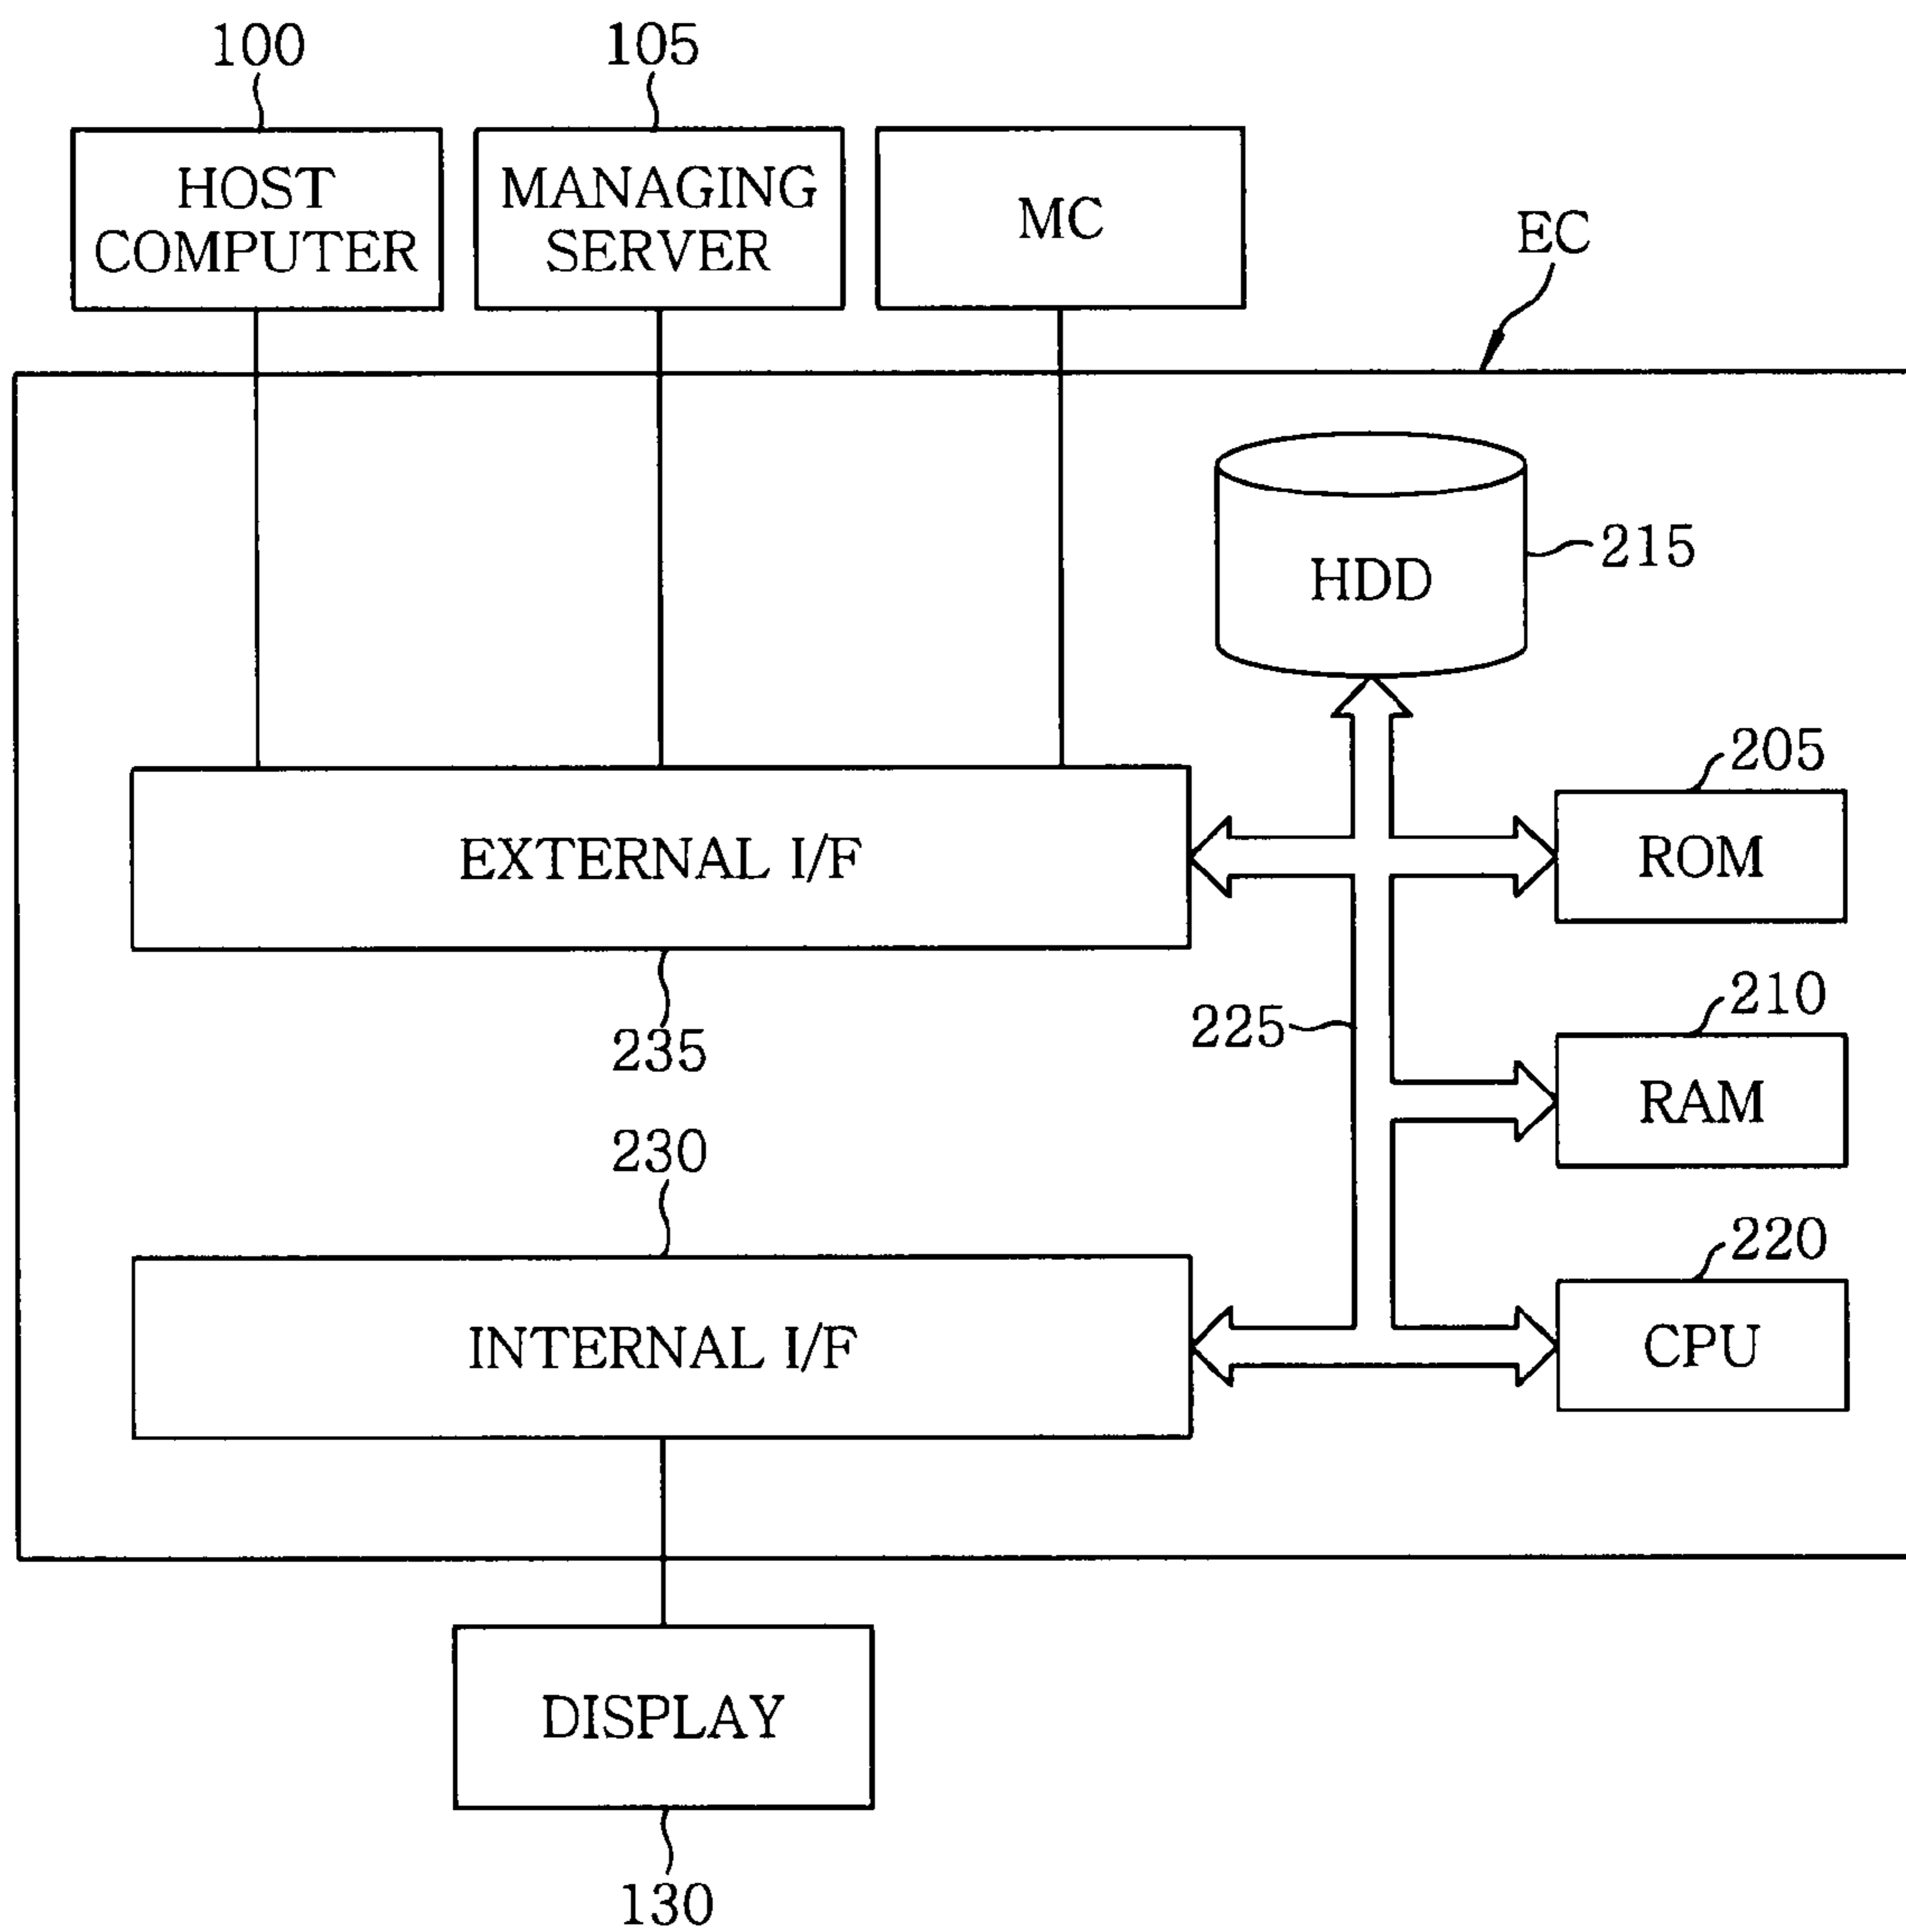 100
105
HOST
COMPUTER
MANAGING
SERVER
MC
EC
HDD
215
205
EXTERNAL I/F
ROM
235
225
210
RAM
230
220
INTERNAL I/F
CPU
DISPLAY
130